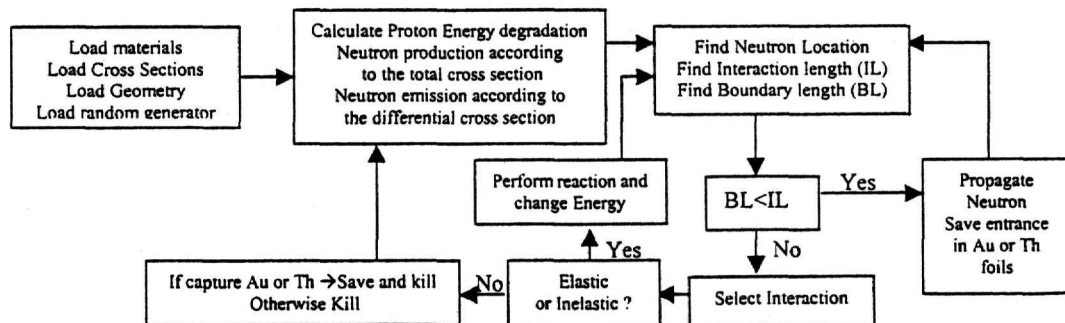 Load materials
Load Cross Sections
Load Geometry
Load random generator
Calculate Proton Energy degradation
Neutron production according
to the total cross section
Neutron emission according to
the differential cross section
Find Neutron Location
Find Interaction length (IL)
Find Boundary length (BL)
BL<IL
Yes
Propagate
Neutron
Save entrance
in Au or Th
foils
No
Select Interaction
Elastic
or Inelastic ?
Yes
Perform reaction and
change Energy
No
If capture Au or Th →Save and kill
Otherwise Kill